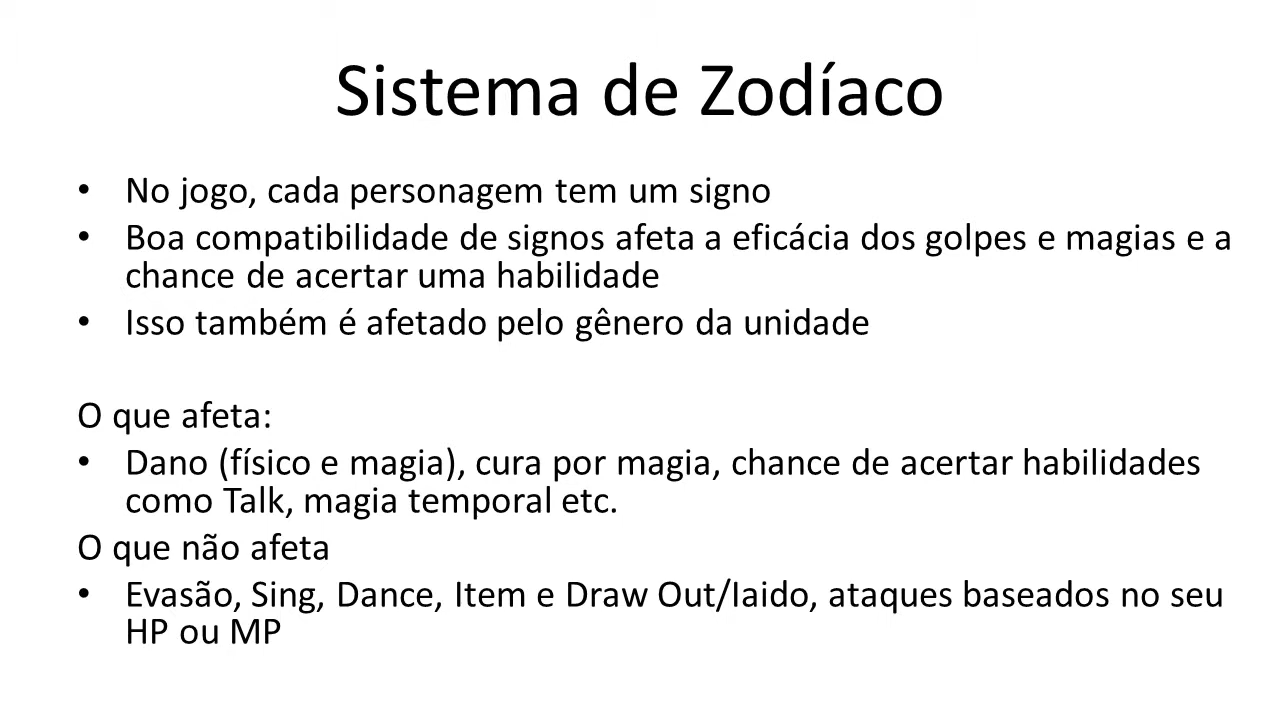 Sistema de Zodíaco
• No jogo, cada personagem tem um signo
• Boa compatibilidade de signos afeta a eficácia dos golpes e magias e a
chance de acertar uma habilidade
• Isso também é afetado pelo gênero da unidade
O que afeta:
• Dano (físico e magia), cura por magia, chance de acertar habilidades
como Talk, magia temporal etc.
O que não afeta
• Evasão, Sing, Dance, Item e Draw Out/Iaido, ataques baseados no seu
HP ou MP